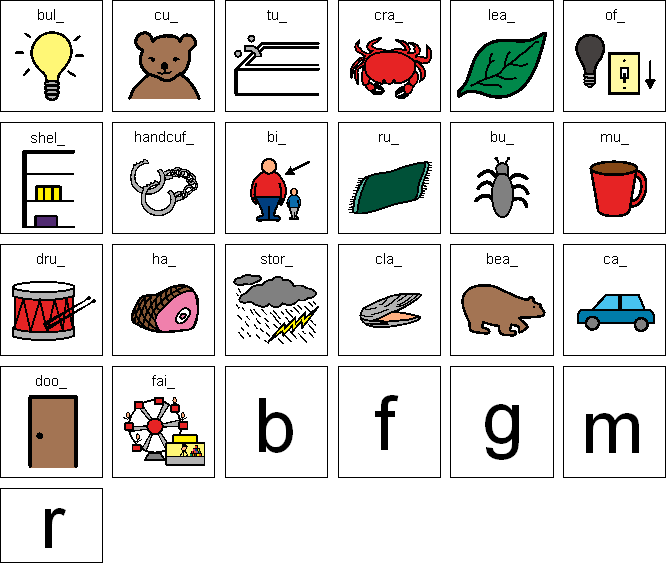 bul_ cu_ tu_ cra_ lea_ of_
shel_ handcuf_ bi_ ru_ bu_ mu_
dru_ ha_ stor_ cla_ bea_ ca_
doo_ fai_ b f g m
r